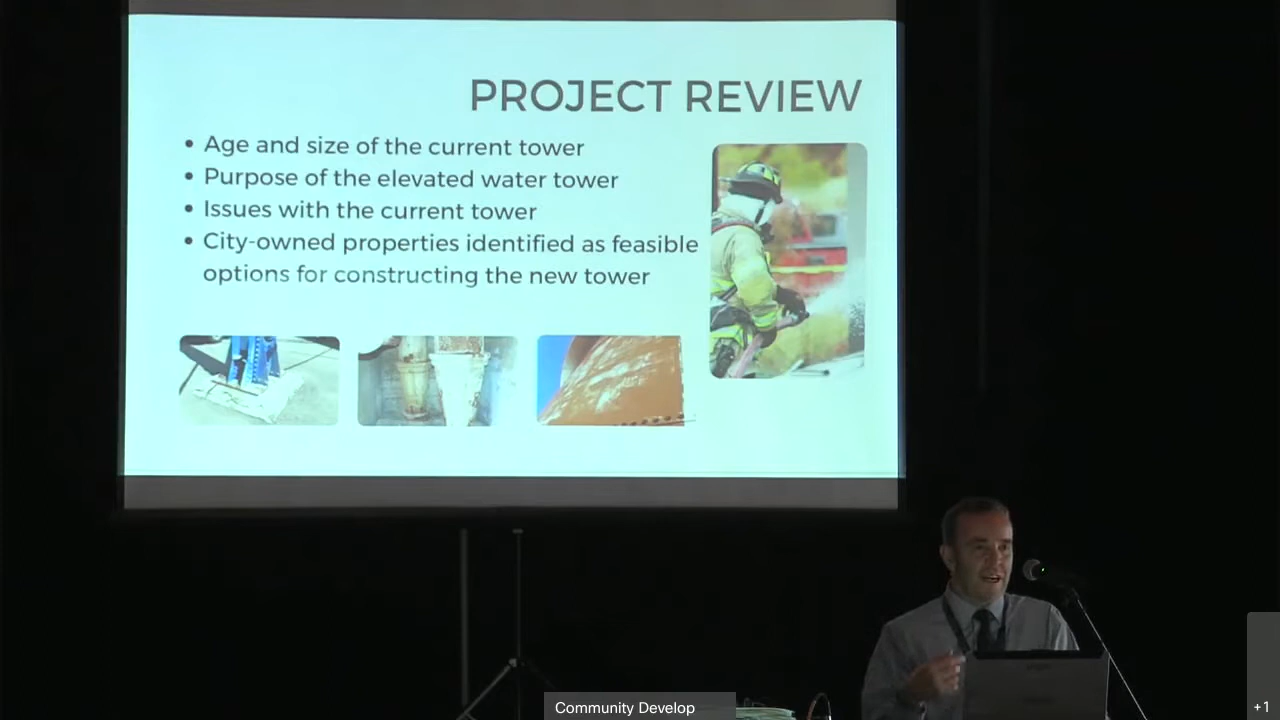 PROJECT REVIEW
• Age and size of the current tower
• Purpose of the elevated water tower
• Issues with the current tower
• City-owned properties identified as feasible
options for constructing the new tower
Community Develop
+1